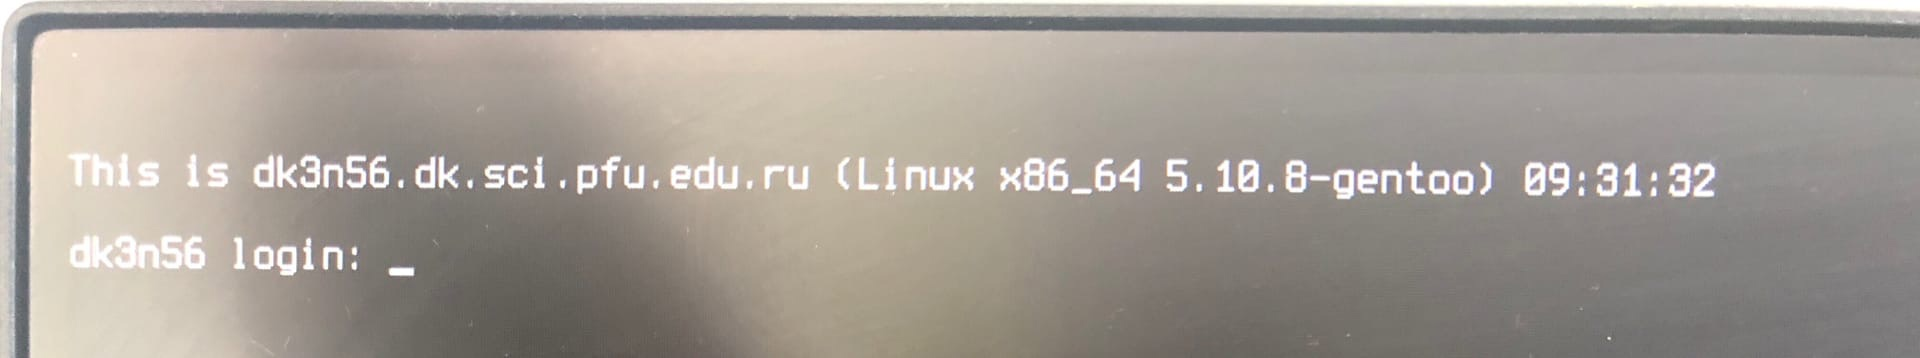 This is dk3n56.dk.sci.pfu.edu.ru (Linux x86_64 5.10.8-gentoo) 09:31:32
dk3n56 login: _